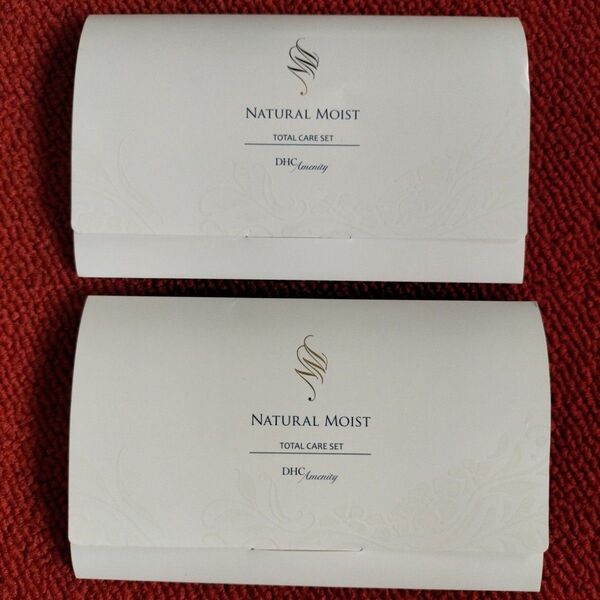 NATURAL MOIST
TOTAL CARE SET
DHC Amenity
NATURAL MOIST
TOTAL CARE SET
DHC Amenity